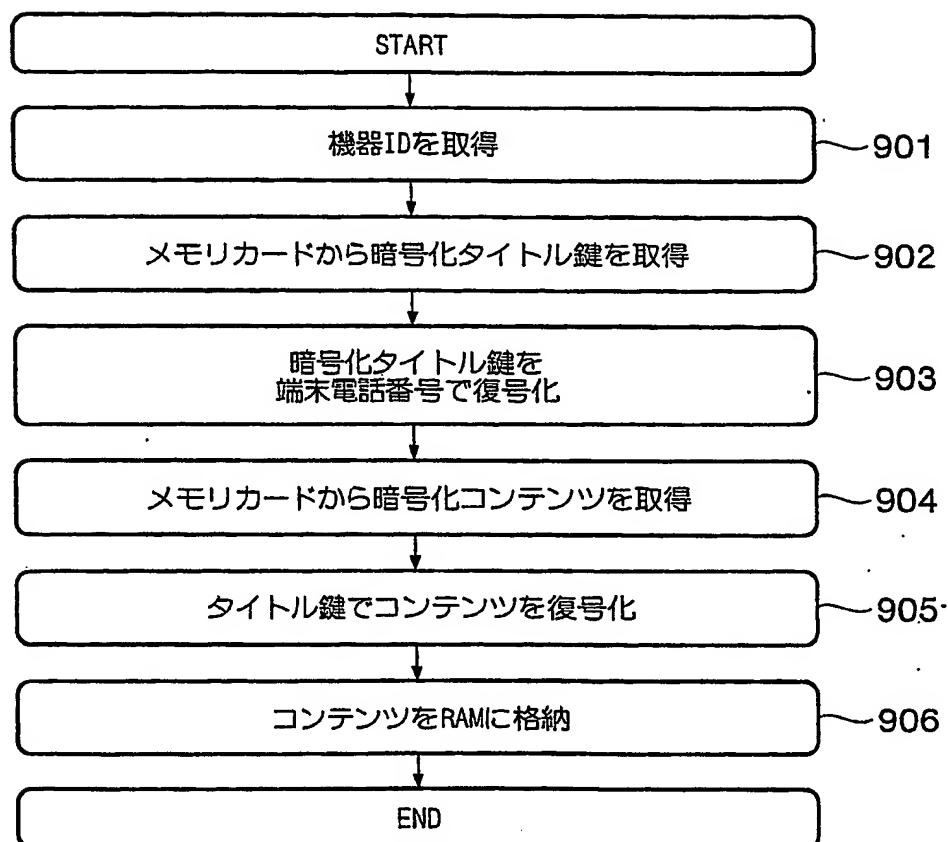 START
機器IDを取得
901
メモリカードから暗号化タイトル鍵を取得
902
暗号化タイトル鍵を
端末電話番号で復号化
903
メモリカードから暗号化コンテンツを取得
904
タイトル鍵でコンテンツを復号化
905
コンテンツをRAMに格納
906
END